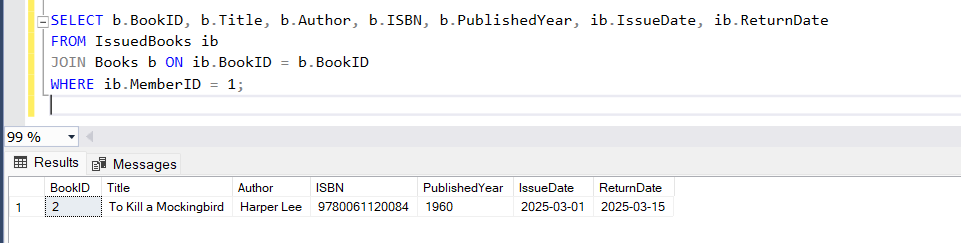 SELECT b.BookID, b.Title, b.Author, b.ISBN, b.PublishedYear, ib.IssueDate, ib.ReturnDate
FROM IssuedBooks ib
JOIN Books b ON ib.BookID = b.BookID
WHERE ib.MemberID = 1;
99 %
Results Messages
BookID Title Author ISBN PublishedYear IssueDate ReturnDate
1 2 To Kill a Mockingbird Harper Lee 9780061120084 1960 2025-03-01 2025-03-15